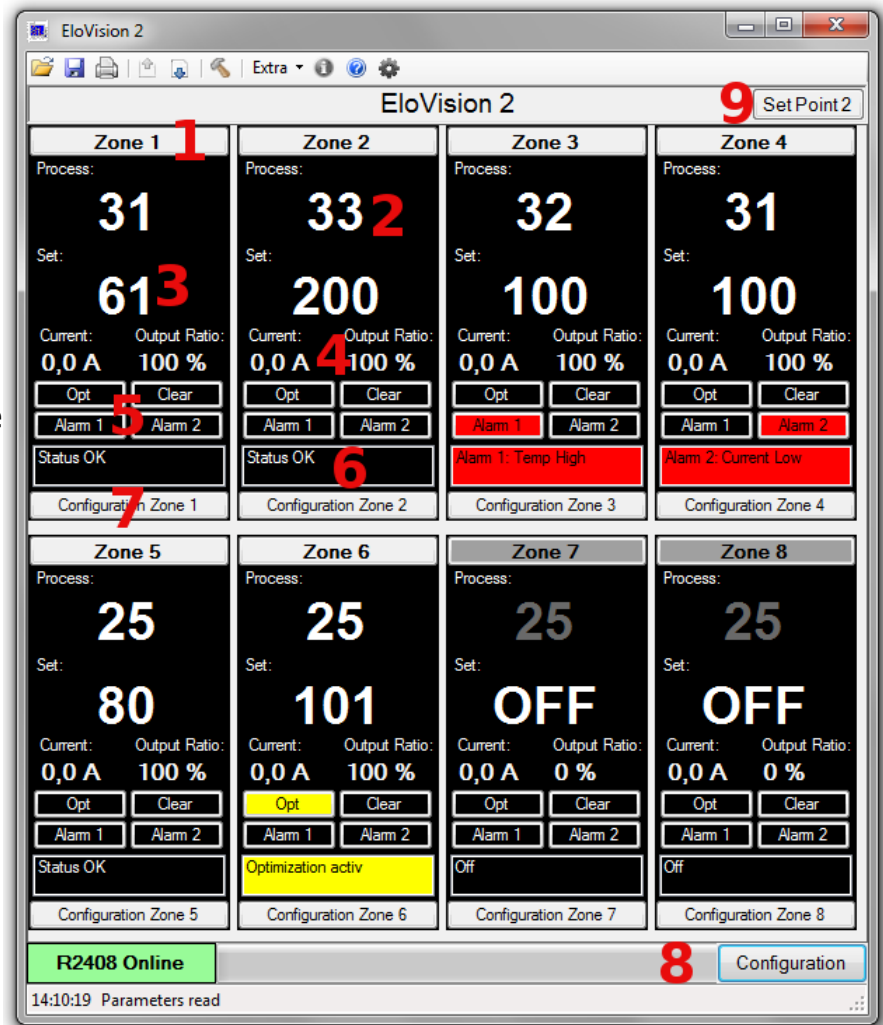 EloVision 2
Extra
EloVision 2
9 Set Point 2
Zone 1 1
Process:
31
Set:
61 3
Current: Output Ratio:
0,0 A 100 %
Opt Clear
5
Alarm 1 Alarm 2
Status OK
Configuration Zone 1
7
Zone 2
Process:
33 2
Set:
200
Current: Output Ratio:
0,0 A 4 100 %
Opt Clear
Alarm 1 Alarm 2
Status OK 6
Configuration Zone 2
Zone 3
Process:
32
Set:
100
Current: Output Ratio:
0,0 A 100 %
Opt Clear
Alarm 1 Alarm 2
Alarm 1: Temp High
Configuration Zone 3
Zone 4
Process:
31
Set:
100
Current: Output Ratio:
0,0 A 100 %
Opt Clear
Alarm 1 Alarm 2
Alarm 2: Current Low
Configuration Zone 4
Zone 5
Process:
25
Set:
80
Current: Output Ratio:
0,0 A 100 %
Opt Clear
Alarm 1 Alarm 2
Status OK
Configuration Zone 5
Zone 6
Process:
25
Set:
101
Current: Output Ratio:
0,0 A 100 %
Opt Clear
Alarm 1 Alarm 2
Optimization activ
Configuration Zone 6
Zone 7
Process:
25
Set:
OFF
Current: Output Ratio:
0,0 A 0 %
Opt Clear
Alarm 1 Alarm 2
Off
Configuration Zone 7
Zone 8
Process:
25
Set:
OFF
Current: Output Ratio:
0,0 A 0 %
Opt Clear
Alarm 1 Alarm 2
Off
Configuration Zone 8
R2408 Online 8 Configuration
14:10:19 Parameters read